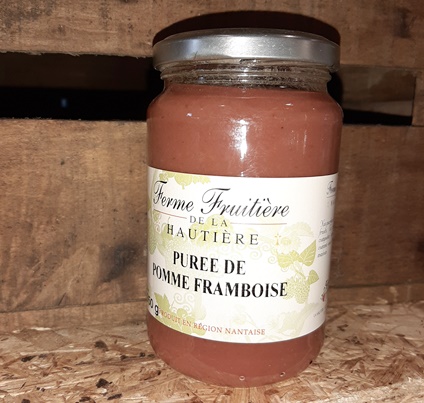 Ferme Fruitière
DE LA
HAUTIÈRE
PUREE DE
POMME FRAMBOISE
EN RÉGION NANTAISE